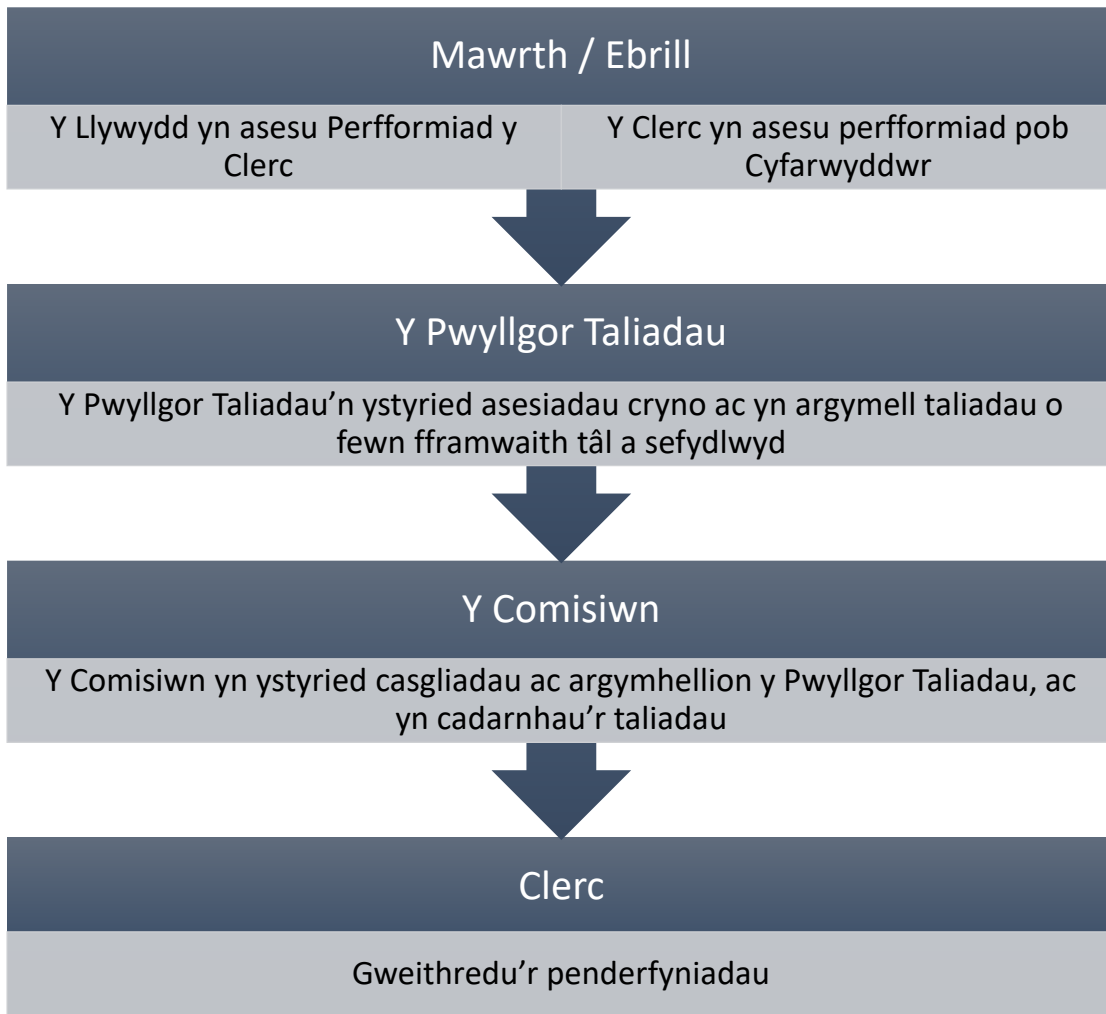 Mawrth / Ebrill
Y Llywydd yn asesu Perfformiad y
Clerc
Y Clerc yn asesu perfformiad pob
Cyfarwyddwr
Y Pwyllgor Taliadau
Y Pwyllgor Taliadau’n ystyried asesiadau cryno ac yn argymell taliadau o
fewn fframwaith tâl a sefydlwyd
Y Comisiwn
Y Comisiwn yn ystyried casgliadau ac argymhellion y Pwyllgor Taliadau, ac
yn cadarnhau’r taliadau
Clerc
Gweithredu’r penderfyniadau